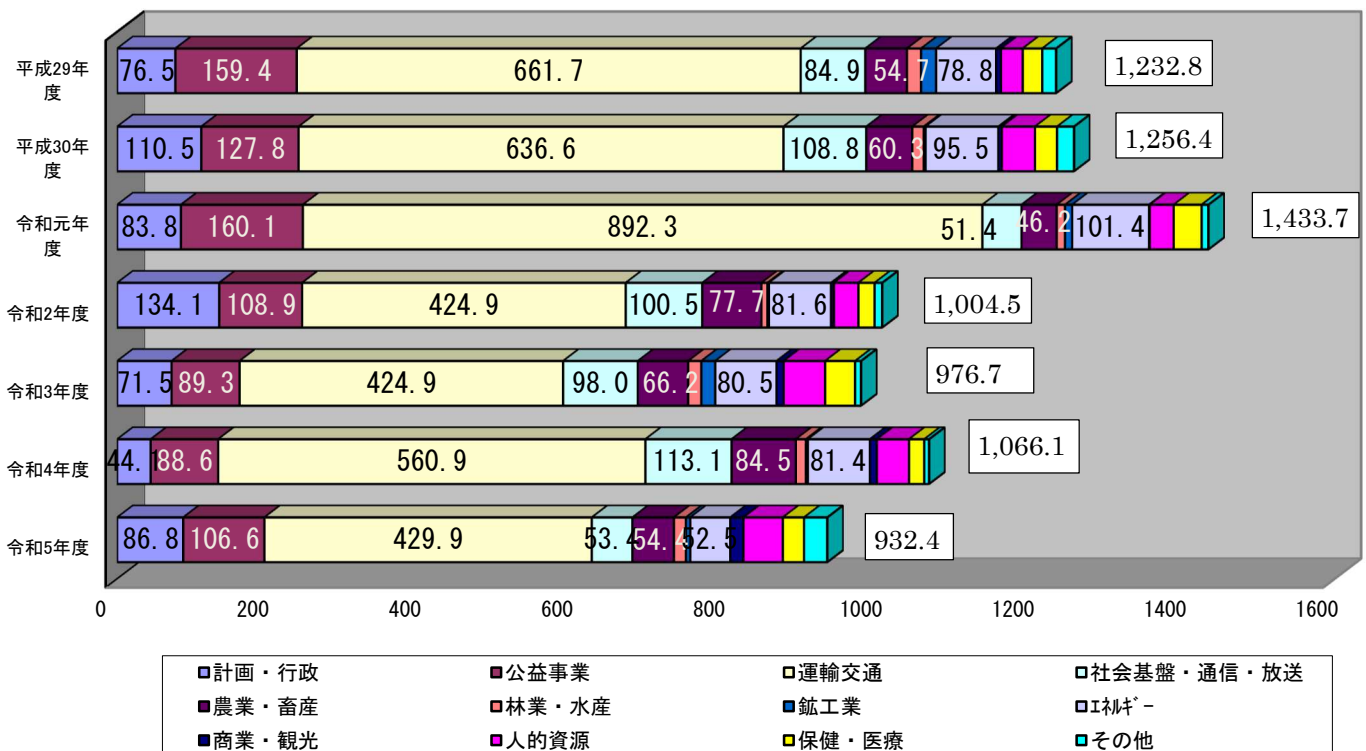 平成29年
度
76.5 159.4 661.7 84.9 54.7 78.8 1,232.8
平成30年
度
110.5 127.8 636.6 108.8 60.3 95.5 1,256.4
令和元年
度
83.8 160.1 892.3 51.4 46.2 101.4 1,433.7
令和2年度 134.1 108.9 424.9 100.5 77.7 81.6 1,004.5
令和3年度 71.5 89.3 424.9 98.0 66.2 80.5 976.7
令和4年度 44.1 88.6 560.9 113.1 84.5 81.4 1,066.1
令和5年度 86.8 106.6 429.9 53.4 54.4 52.5 932.4
0 200 400 600 800 1000 1200 1400 1600
計画・行政 公益事業 運輸交通 社会基盤・通信・放送
農業・畜産 林業・水産 鉱工業 ｴﾈﾙｷﾞｰ
商業・観光 人的資源 保健・医療 その他